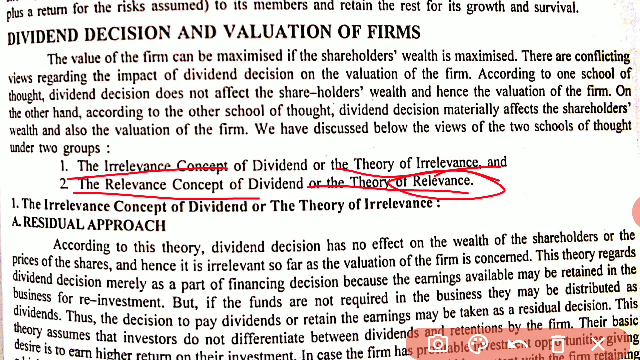 plus a return for the risks assumed) to its members and retain the rest for its growth and survival.
DIVIDEND DECISION AND VALUATION OF FIRMS
The value of the firm can be maximised if the shareholders' wealth is maximised. There are conflicting
views regarding the impact of dividend decision on the valuation of the firm. According to one school of
thought, dividend decision does not affect the share-holders' wealth and hence the valuation of the firm. On
the other hand, according to the other school of thought, dividend decision materially affects the shareholders'
wealth and also the valuation of the firm. We have discussed below the views of the two schools of thought
under two groups :
1. The Irrelevance Concept of Dividend or the Theory of Irrelevance, and
2. The Relevance Concept of Dividend or the Theory of Relevance.
1. The Irrelevance Concept of Dividend or The Theory of Irrelevance :
A. RESIDUAL APPROACH
According to this theory, dividend decision has no effect on the wealth of the shareholders or the
prices of the shares, and hence it is irrelevant so far as the valuation of the firm is concerned. This theory regards
dividend decision merely as a part of financing decision because the earnings available may be retained in the
business for re-investment. But, if the funds are not required in the business they may be distributed as
dividends. Thus, the decision to pay dividends or retain the earnings may be taken as a residual decision. This
theory assumes that investors do not differentiate between dividends and retentions by the firm. Their basic
desire is to earn higher return on their investment. In case the firm has giving